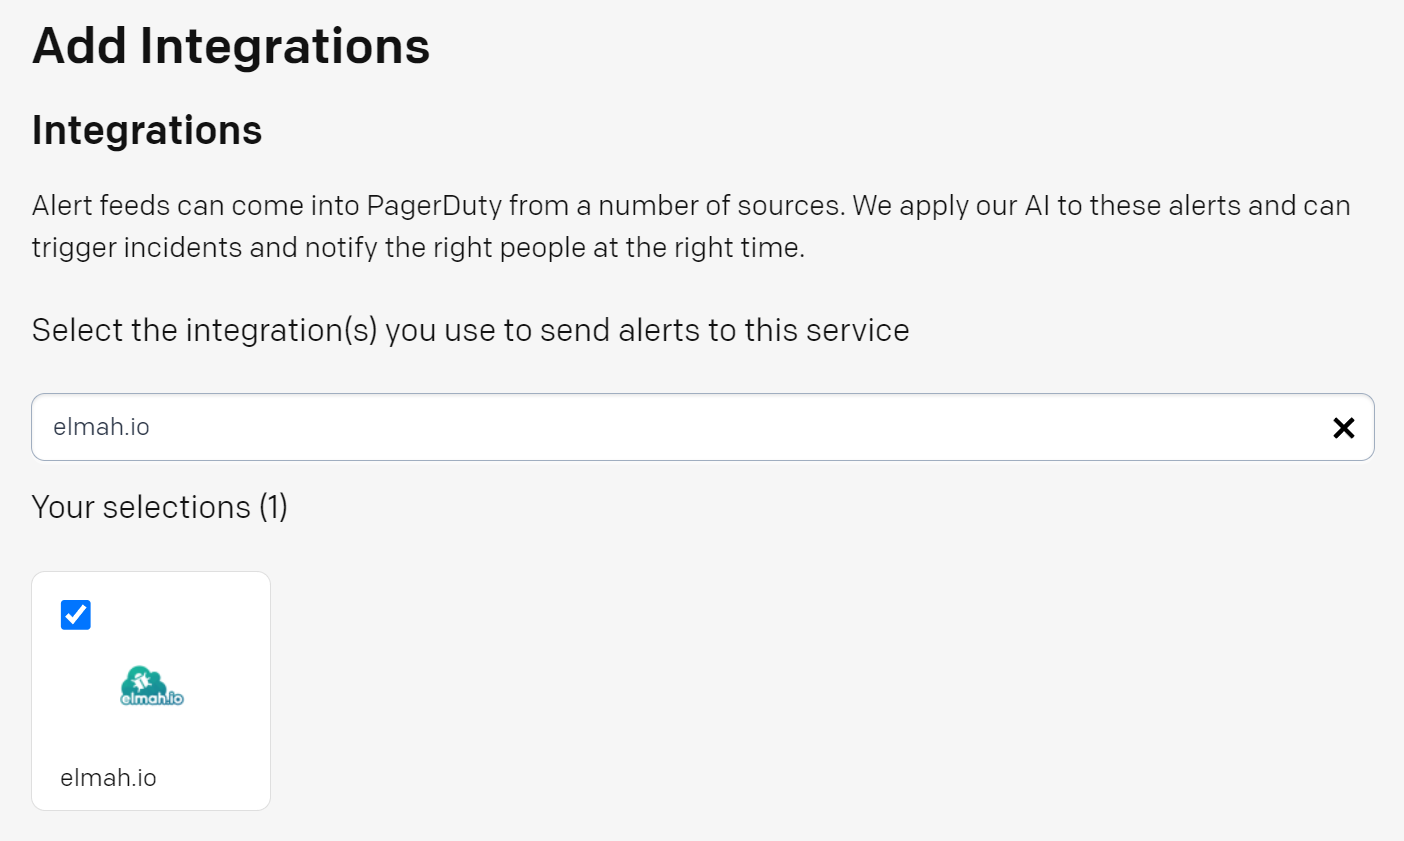 Add Integrations
Integrations
Alert feeds can come into PagerDuty from a number of sources. We apply our AI to these alerts and can
trigger incidents and notify the right people at the right time.
Select the integration(s) you use to send alerts to this service
elmah.io
Your selections (1)
elmah.io
elmah.io